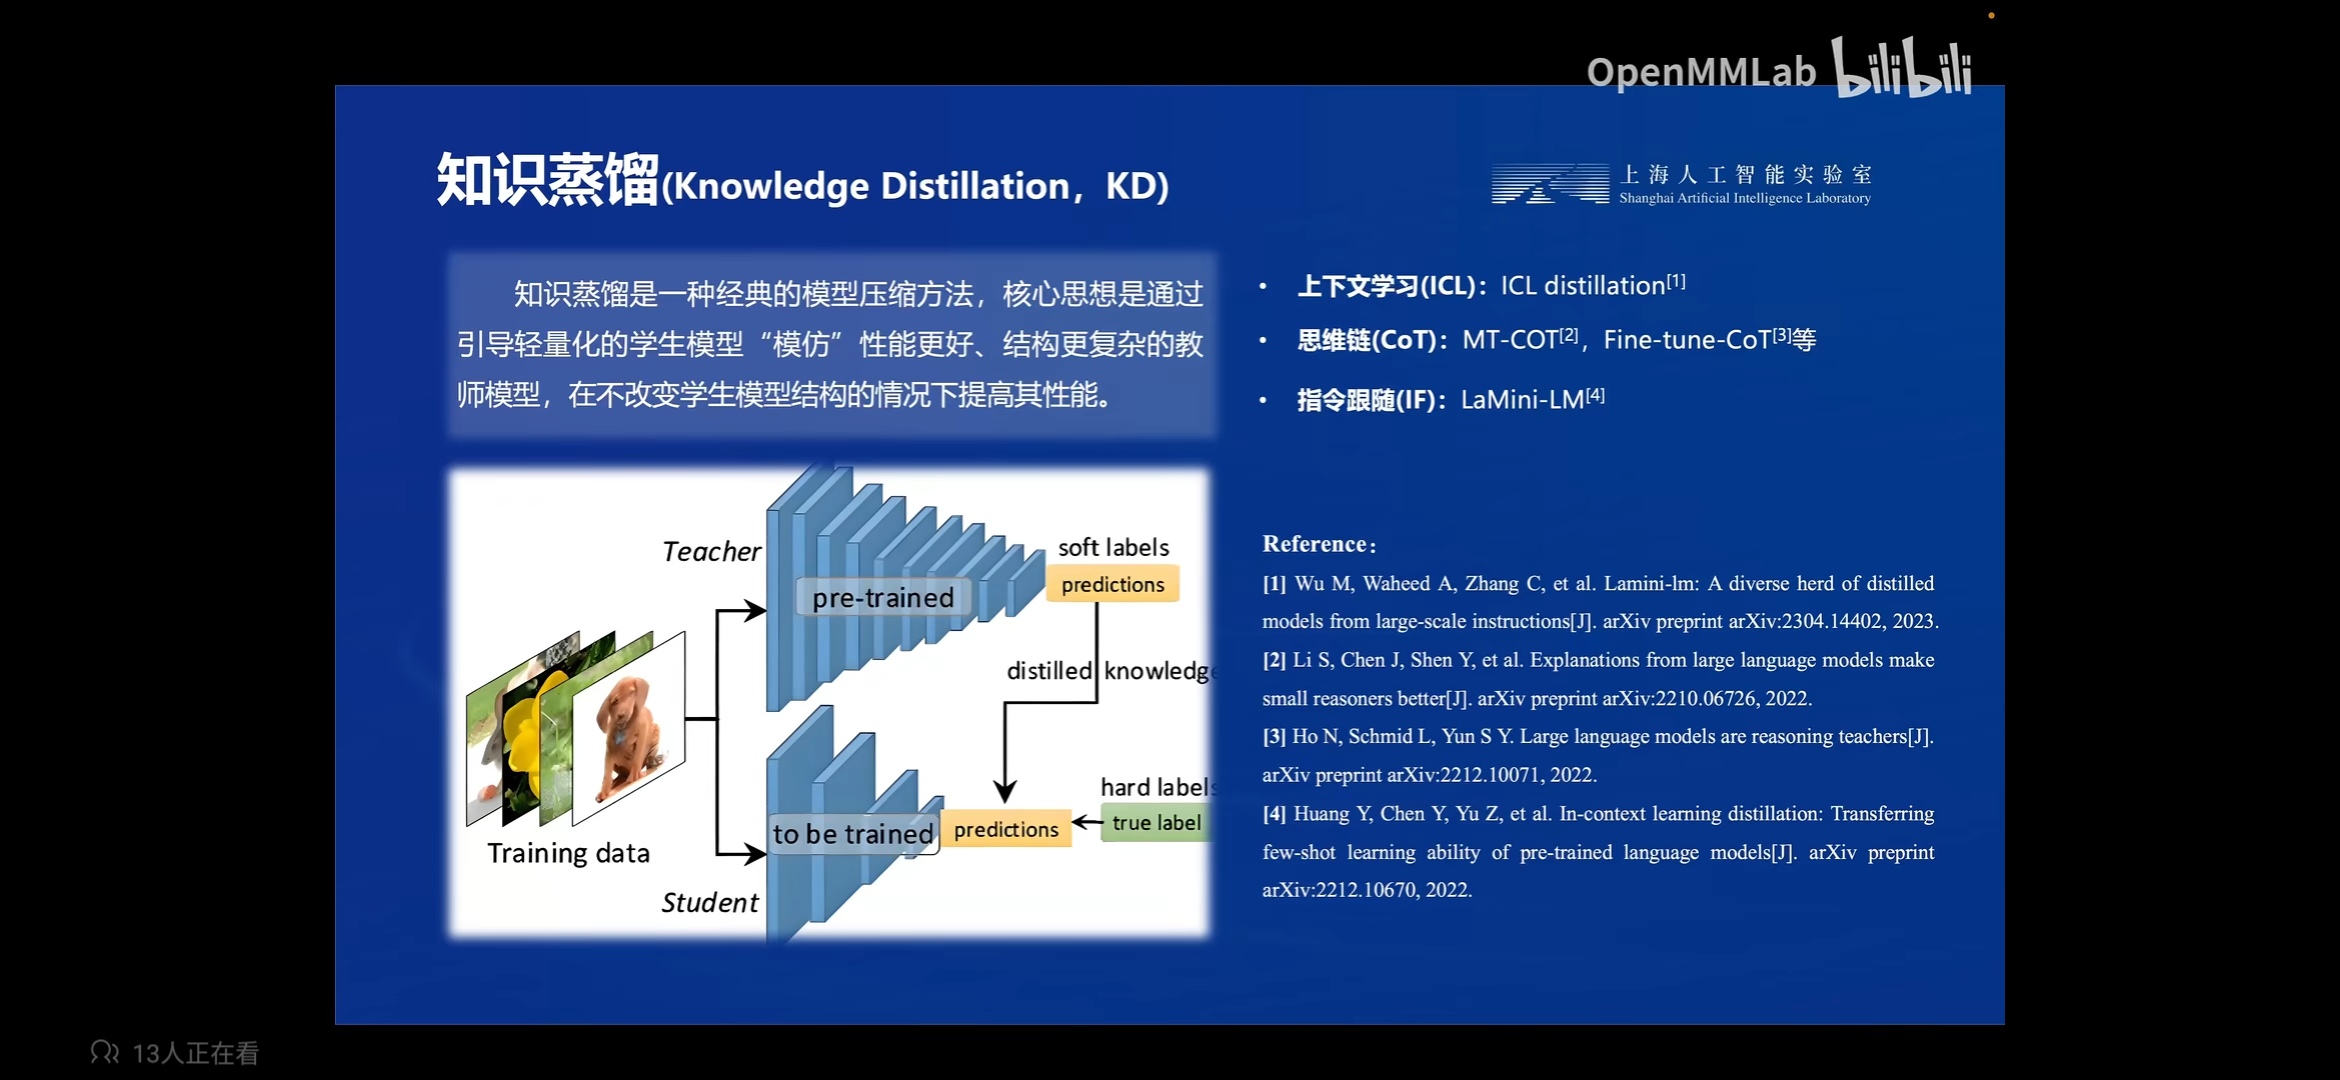 OpenMMLab bilibili
知识蒸馏(Knowledge Distillation，KD)
上海人工智能实验室
Shanghai Artificial Intelligence Laboratory
知识蒸馏是一种经典的模型压缩方法，核心思想是通过
引导轻量化的学生模型“模仿”性能更好、结构更复杂的教
师模型，在不改变学生模型结构的情况下提高其性能。
Teacher
pre-trained
soft labels
predictions
distilled knowledge
hard labels
to be trained
predictions
true label
Training data
Student
• 上下文学习(ICL)：ICL distillation[1]
• 思维链(CoT)：MT-COT[2]，Fine-tune-CoT[3]等
• 指令跟随(IF)：LaMini-LM[4]
Reference：
[1] Wu M, Waheed A, Zhang C, et al. Lamini-lm: A diverse herd of distilled
models from large-scale instructions[J]. arXiv preprint arXiv:2304.14402, 2023.
[2] Li S, Chen J, Shen Y, et al. Explanations from large language models make
small reasoners better[J]. arXiv preprint arXiv:2210.06726, 2022.
[3] Ho N, Schmid L, Yun S Y. Large language models are reasoning teachers[J].
arXiv preprint arXiv:2212.10071, 2022.
[4] Huang Y, Chen Y, Yu Z, et al. In-context learning distillation: Transferring
few-shot learning ability of pre-trained language models[J]. arXiv preprint
arXiv:2212.10670, 2022.
13人正在看